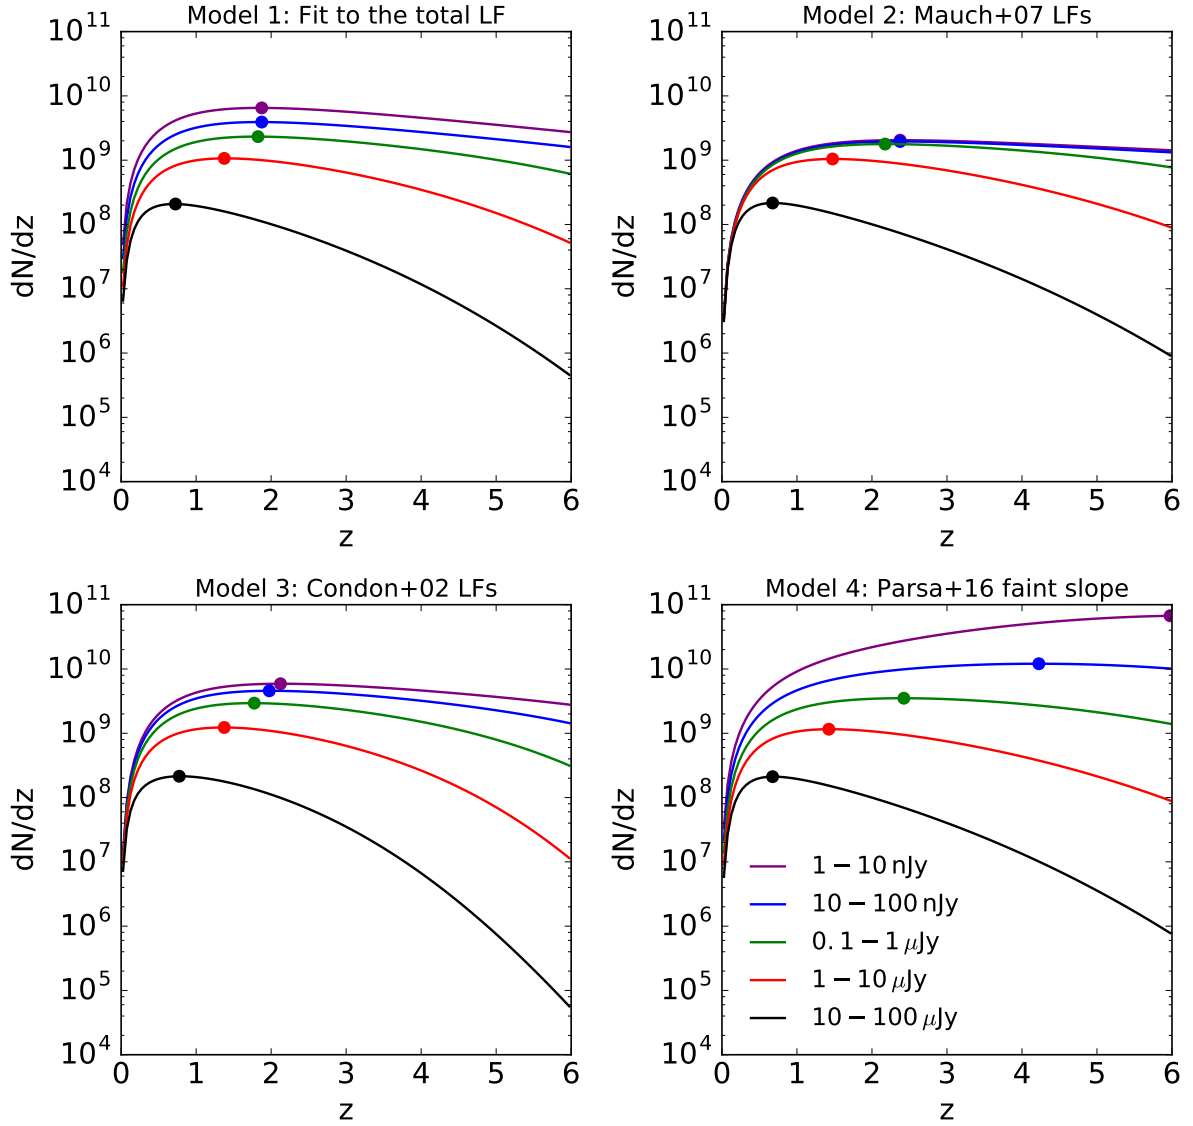 Model 1: Fit to the total LF
10^11
10^10
10^9
10^8
10^7
10^6
10^5
10^4
dN/dz
0 1 2 3 4 5 6
z
Model 2: Mauch+07 LFs
10^11
10^10
10^9
10^8
10^7
10^6
10^5
10^4
dN/dz
0 1 2 3 4 5 6
z
Model 3: Condon+02 LFs
10^11
10^10
10^9
10^8
10^7
10^6
10^5
10^4
dN/dz
0 1 2 3 4 5 6
z
Model 4: Parsa+16 faint slope
10^11
10^10
10^9
10^8
10^7
10^6
10^5
10^4
dN/dz
1 − 10 nJy
10 − 100 nJy
0.1 − 1 μJy
1 − 10 μJy
10 − 100 μJy
0 1 2 3 4 5 6
z